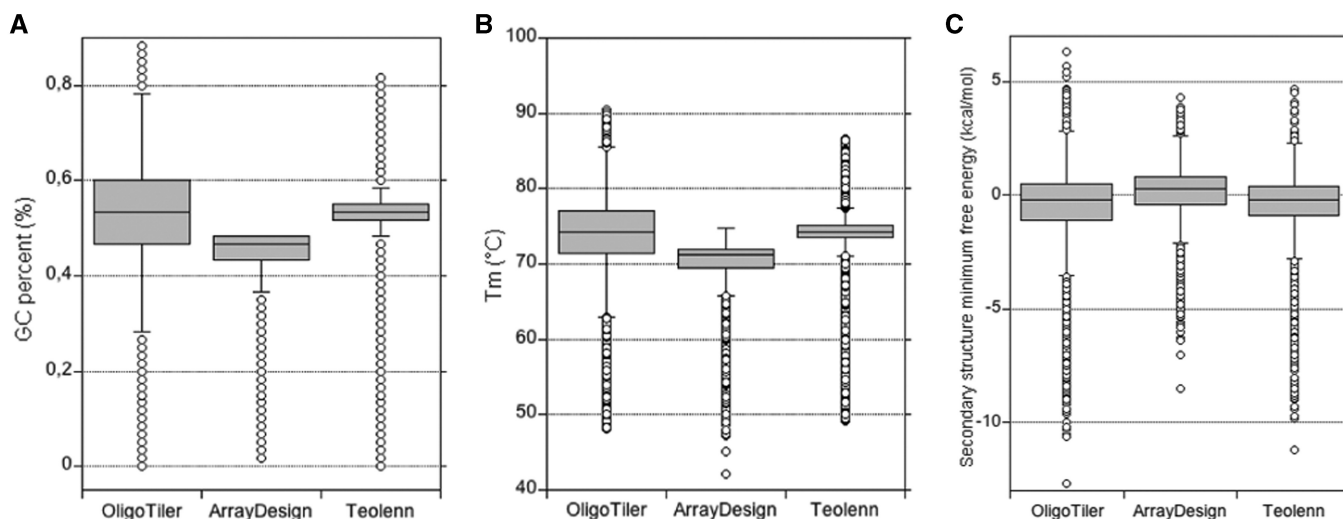 A
GC percent (%)
0,8
0,6
0,4
0,2
0
OligoTiler ArrayDesign Teolenn
B
Tm (°C)
100
90
80
70
60
50
40
OligoTiler ArrayDesign Teolenn
C
Secondary structure minimum free energy (kcal/mol)
5
0
-5
-10
OligoTiler ArrayDesign Teolenn